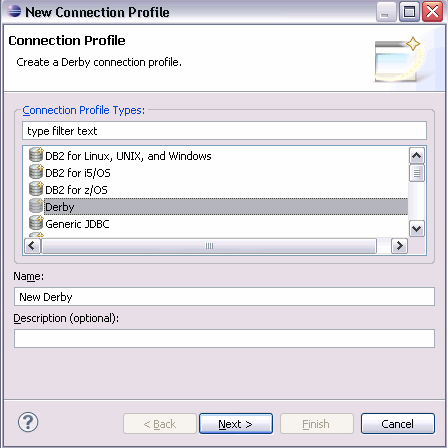 New Connection Profile
Connection Profile
Create a Derby connection profile.
Connection Profile Types:
type filter text
DB2 for Linux, UNIX, and Windows
DB2 for i5/OS
DB2 for z/OS
Derby
Generic JDBC
Name:
New Derby
Description (optional):
?
< Back
Next >
Finish
Cancel